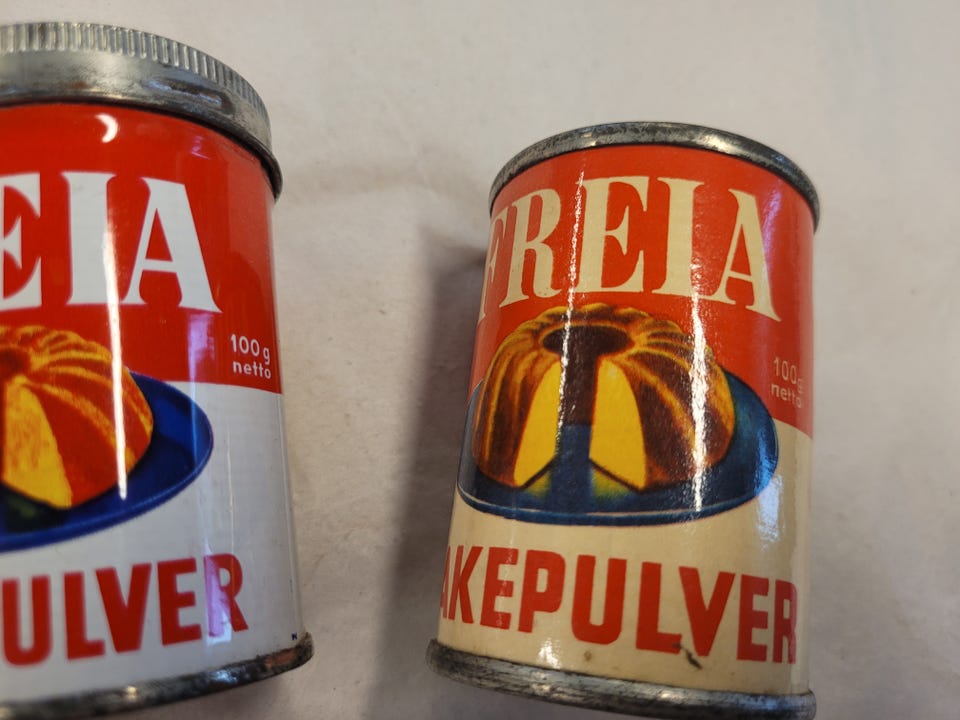 EIA
100g
netto
ULVER
FREIA
100g
netto
AKEPULVER